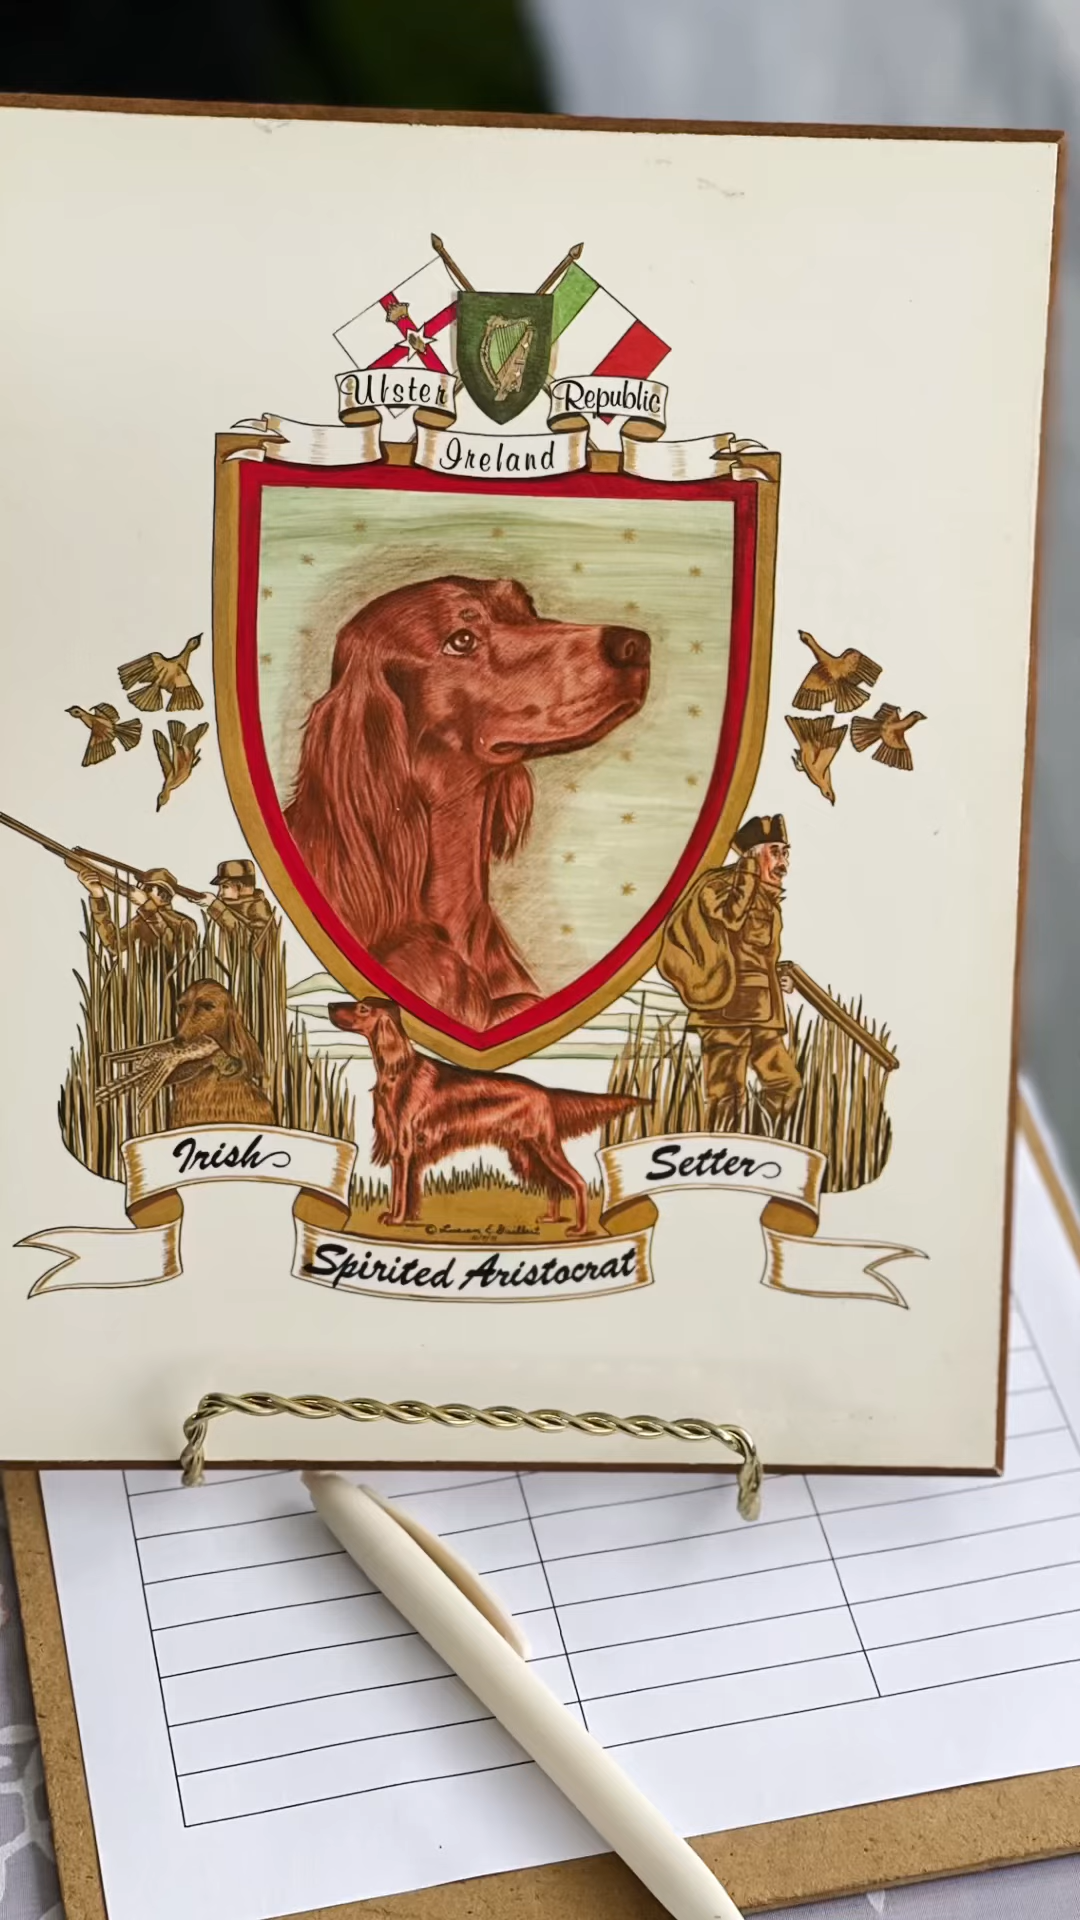 Ulster
Republic
Ireland
Irish
Setter
Spirited Aristocrat